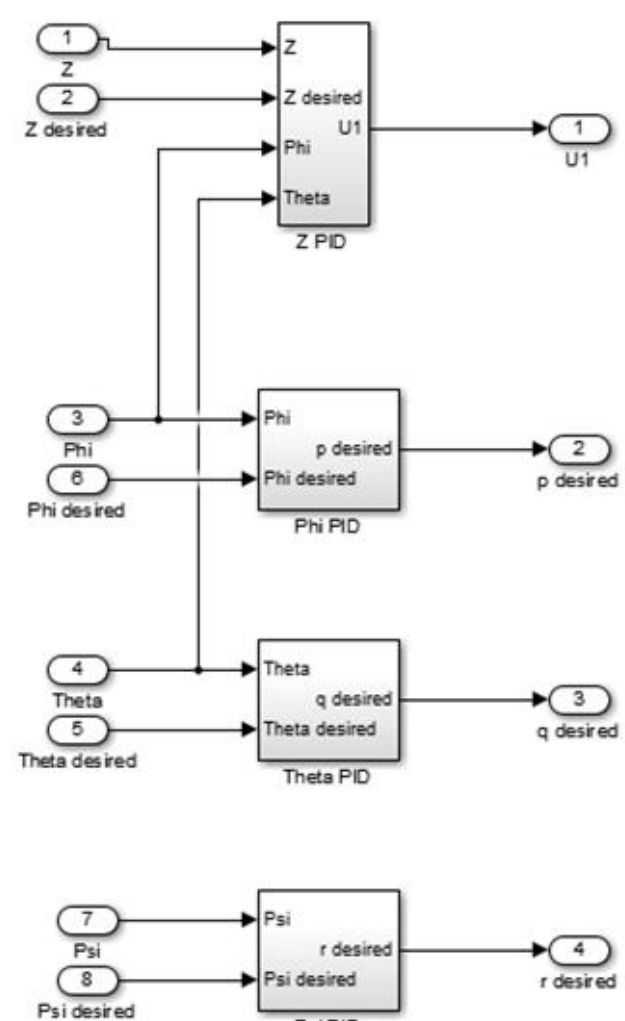 1
Z
2
Z desired
Z
Z desired
U1
Phi
Theta
Z PID
1
U1
3
Phi
6
Phi desired
Phi
p desired
Phi desired
Phi PID
2
p desired
4
Theta
5
Theta desired
Theta
q desired
Theta desired
Theta PID
3
q desired
7
Psi
8
Psi desired
Psi
r desired
Psi desired
4
r desired